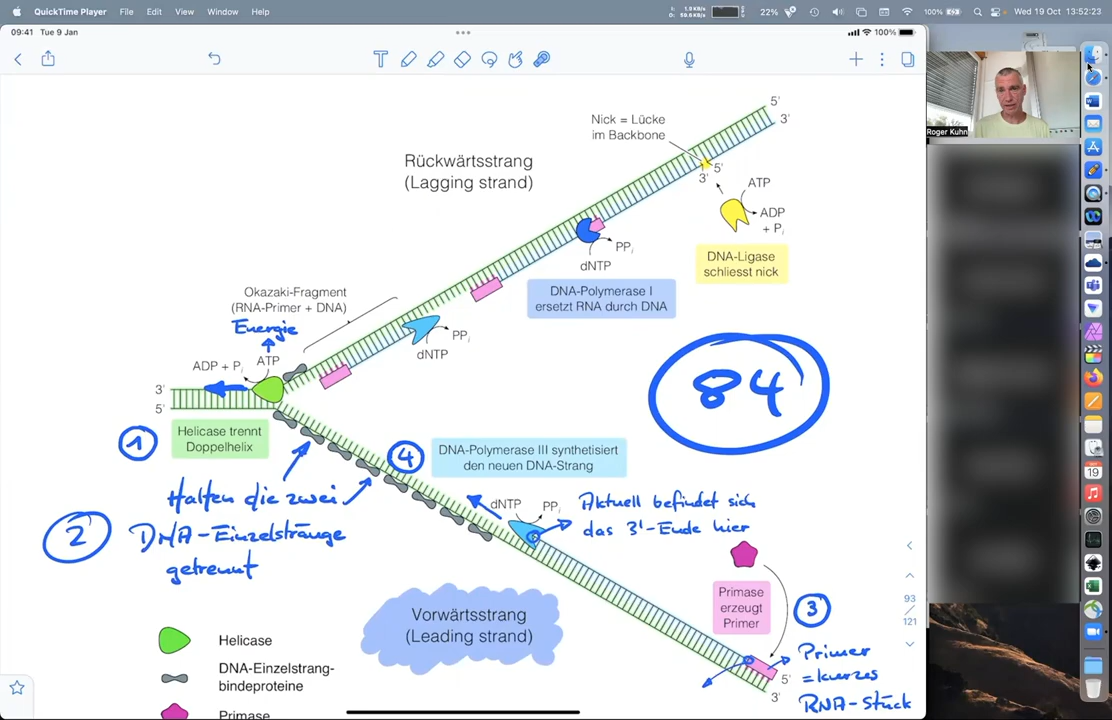 QuickTime Player File Edit View Window Help
22% 100% Wed 19 Oct 13:52:23
09:41 Tue 9 Jan
100%
Roger Kuhn
5'
3'
Nick = Lücke
im Backbone
Rückwärtsstrang
(Lagging strand)
5'
3'
ATP
ADP
+ Pi
PPi
dNTP
DNA-Ligase
schliesst nick
DNA-Polymerase I
ersetzt RNA durch DNA
Okazaki-Fragment
(RNA-Primer + DNA)
Energie
PPi
dNTP
ADP + Pi
ATP
84
3'
5'
1
Helicase trennt
Doppelhelix
4
DNA-Polymerase III synthetisiert
den neuen DNA-Strang
Halten die zwei
DNA-Einzelstränge
getrennt
2
dNTP
PPi
Aktuell befindet sich
das 3'-Ende hier
Primase
erzeugt
Primer
3
93
121
Vorwärtsstrang
(Leading strand)
Primer
= kurzes
RNA-Stück
5'
3'
Helicase
DNA-Einzelstrang-
bindeproteine
Primase
19